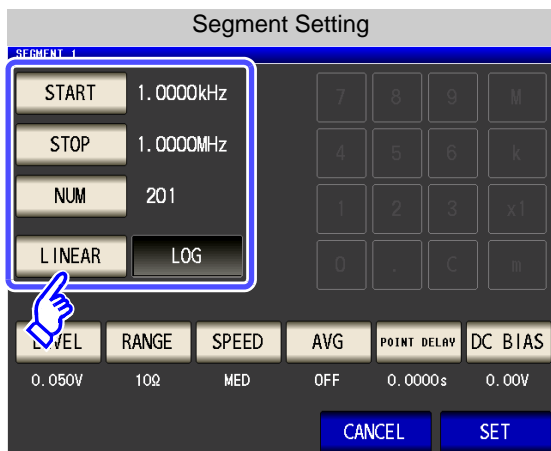 Segment Setting
SEGMENT 1
START 1.0000kHz 7 8 9 M
STOP 1.0000MHz 4 5 6 k
NUM 201 1 2 3 x1
LINEAR LOG 0 . C m
LEVEL RANGE SPEED AVG POINT DELAY DC BIAS
0.050V 10Ω MED OFF 0.0000s 0.00V
CANCEL SET